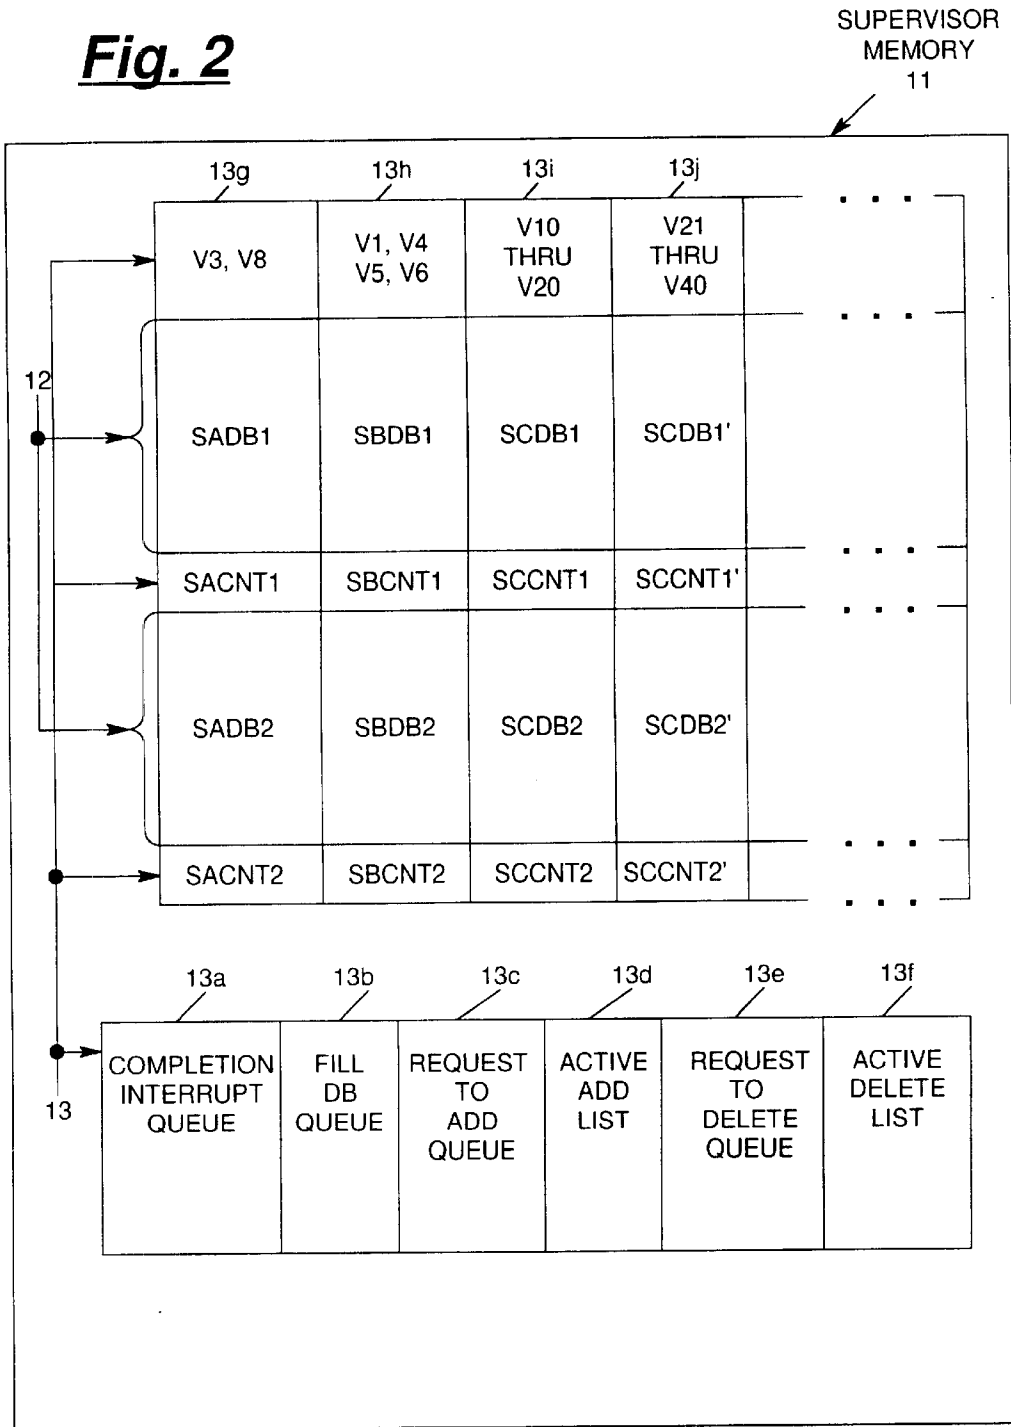 Fig. 2
SUPERVISOR
MEMORY
11
13g
13h
13i
13j
V3, V8
V1, V4
V5, V6
V10
THRU
V20
V21
THRU
V40
. . .
. . .
12
SADB1
SBDB1
SCDB1
SCDB1'
. . .
SACNT1
SBCNT1
SCCNT1
SCCNT1'
. . .
SADB2
SBDB2
SCDB2
SCDB2'
. . .
SACNT2
SBCNT2
SCCNT2
SCCNT2'
. . .
13a
13b
13c
13d
13e
13f
13
COMPLETION
INTERRUPT
QUEUE
FILL
DB
QUEUE
REQUEST
TO
ADD
QUEUE
ACTIVE
ADD
LIST
REQUEST
TO
DELETE
QUEUE
ACTIVE
DELETE
LIST